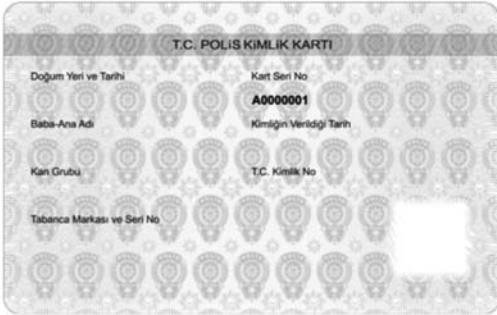 T.C. POLİS KİMLİK KARTI
Doğum Yeri ve Tarihi
Kart Seri No
A0000001
Baba-Ana Adı
Kimliğin Verildiği Tarih
Kan Grubu
T.C. Kimlik No
Tabanca Markası ve Seri No